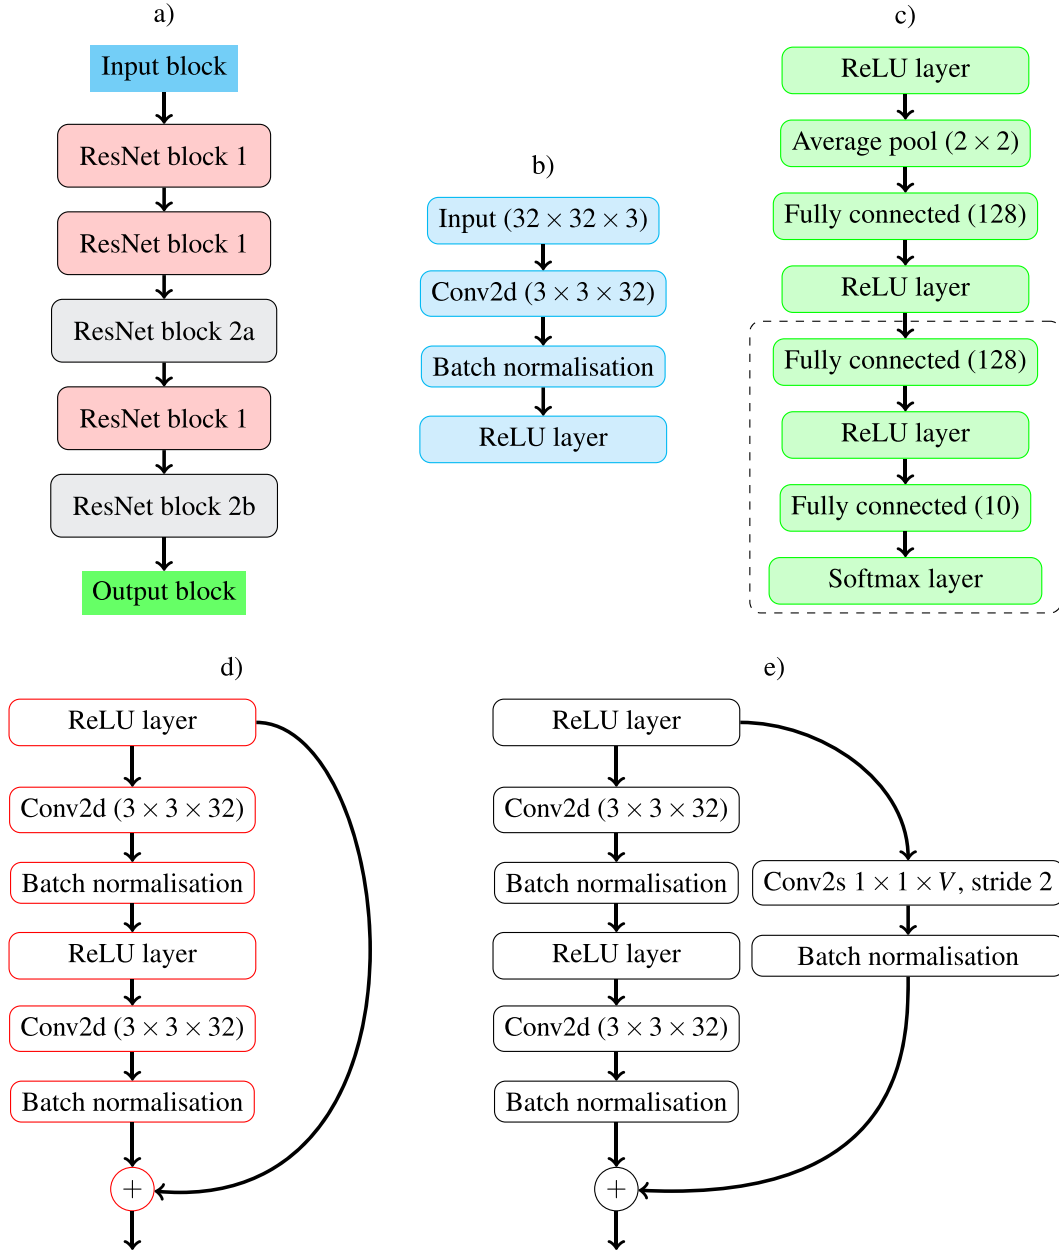 a)
Input block
ResNet block 1
ResNet block 1
ResNet block 2a
ResNet block 1
ResNet block 2b
Output block
b)
Input (32 × 32 × 3)
Conv2d (3 × 3 × 32)
Batch normalisation
ReLU layer
c)
ReLU layer
Average pool (2 × 2)
Fully connected (128)
ReLU layer
Fully connected (128)
ReLU layer
Fully connected (10)
Softmax layer
d)
ReLU layer
Conv2d (3 × 3 × 32)
Batch normalisation
ReLU layer
Conv2d (3 × 3 × 32)
Batch normalisation
+
e)
ReLU layer
Conv2d (3 × 3 × 32)
Batch normalisation
ReLU layer
Conv2d (3 × 3 × 32)
Batch normalisation
+
Conv2s 1 × 1 × V, stride 2
Batch normalisation